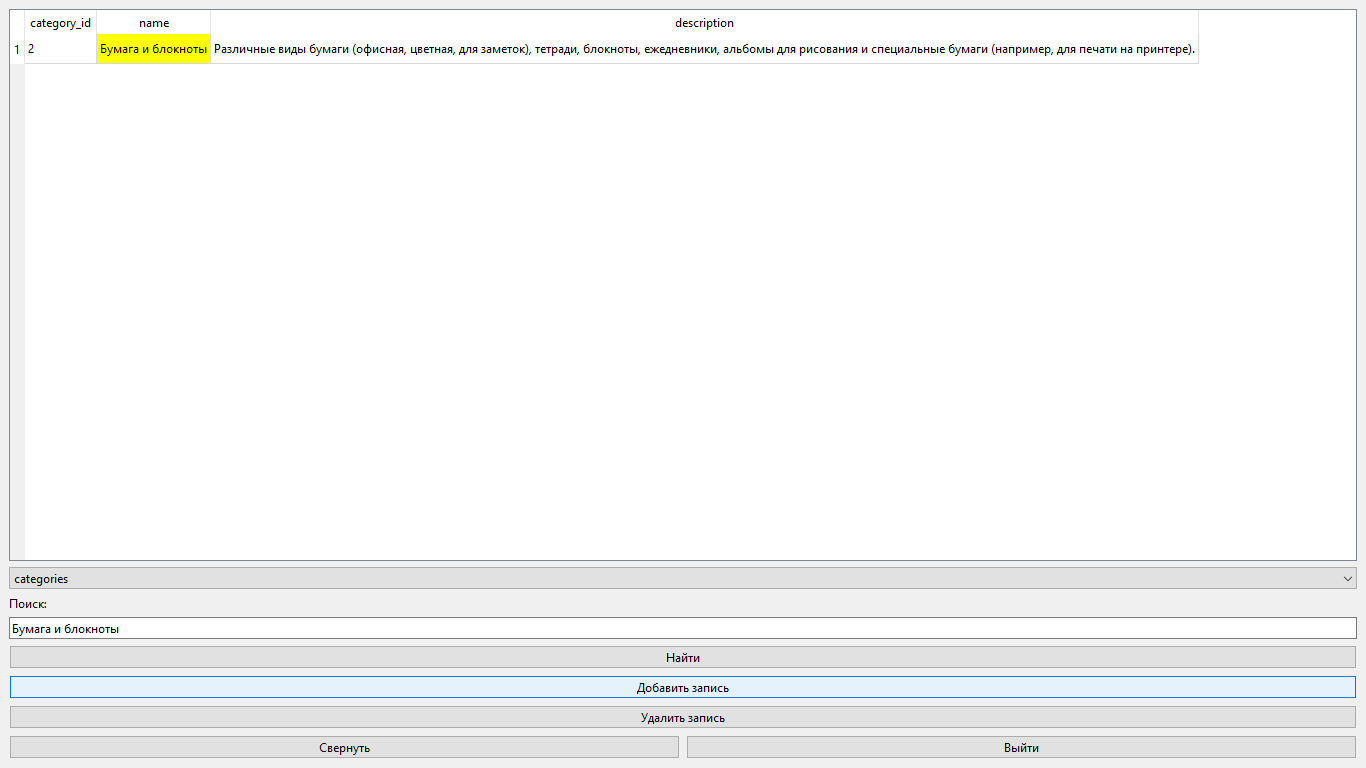 category_id name description
1 2 Бумага и блокноты Различные виды бумаги (офисная, цветная, для заметок), тетради, блокноты, ежедневники, альбомы для рисования и специальные бумаги (например, для печати на принтере).
categories
Поиск:
Бумага и блокноты
Найти
Добавить запись
Удалить запись
Свернуть Выйти